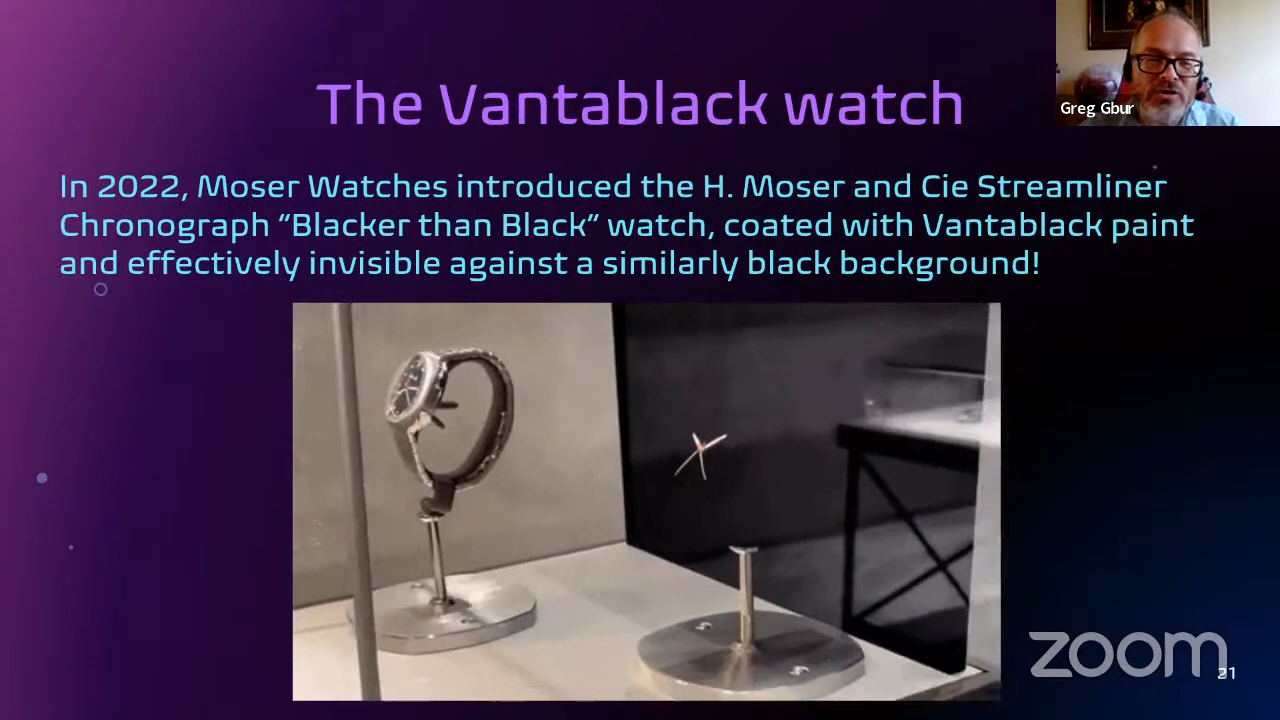 The Vantablack watch
Greg Gbur
In 2022, Moser Watches introduced the H. Moser and Cie Streamliner
Chronograph “Blacker than Black” watch, coated with Vantablack paint
and effectively invisible against a similarly black background!
zoom
21